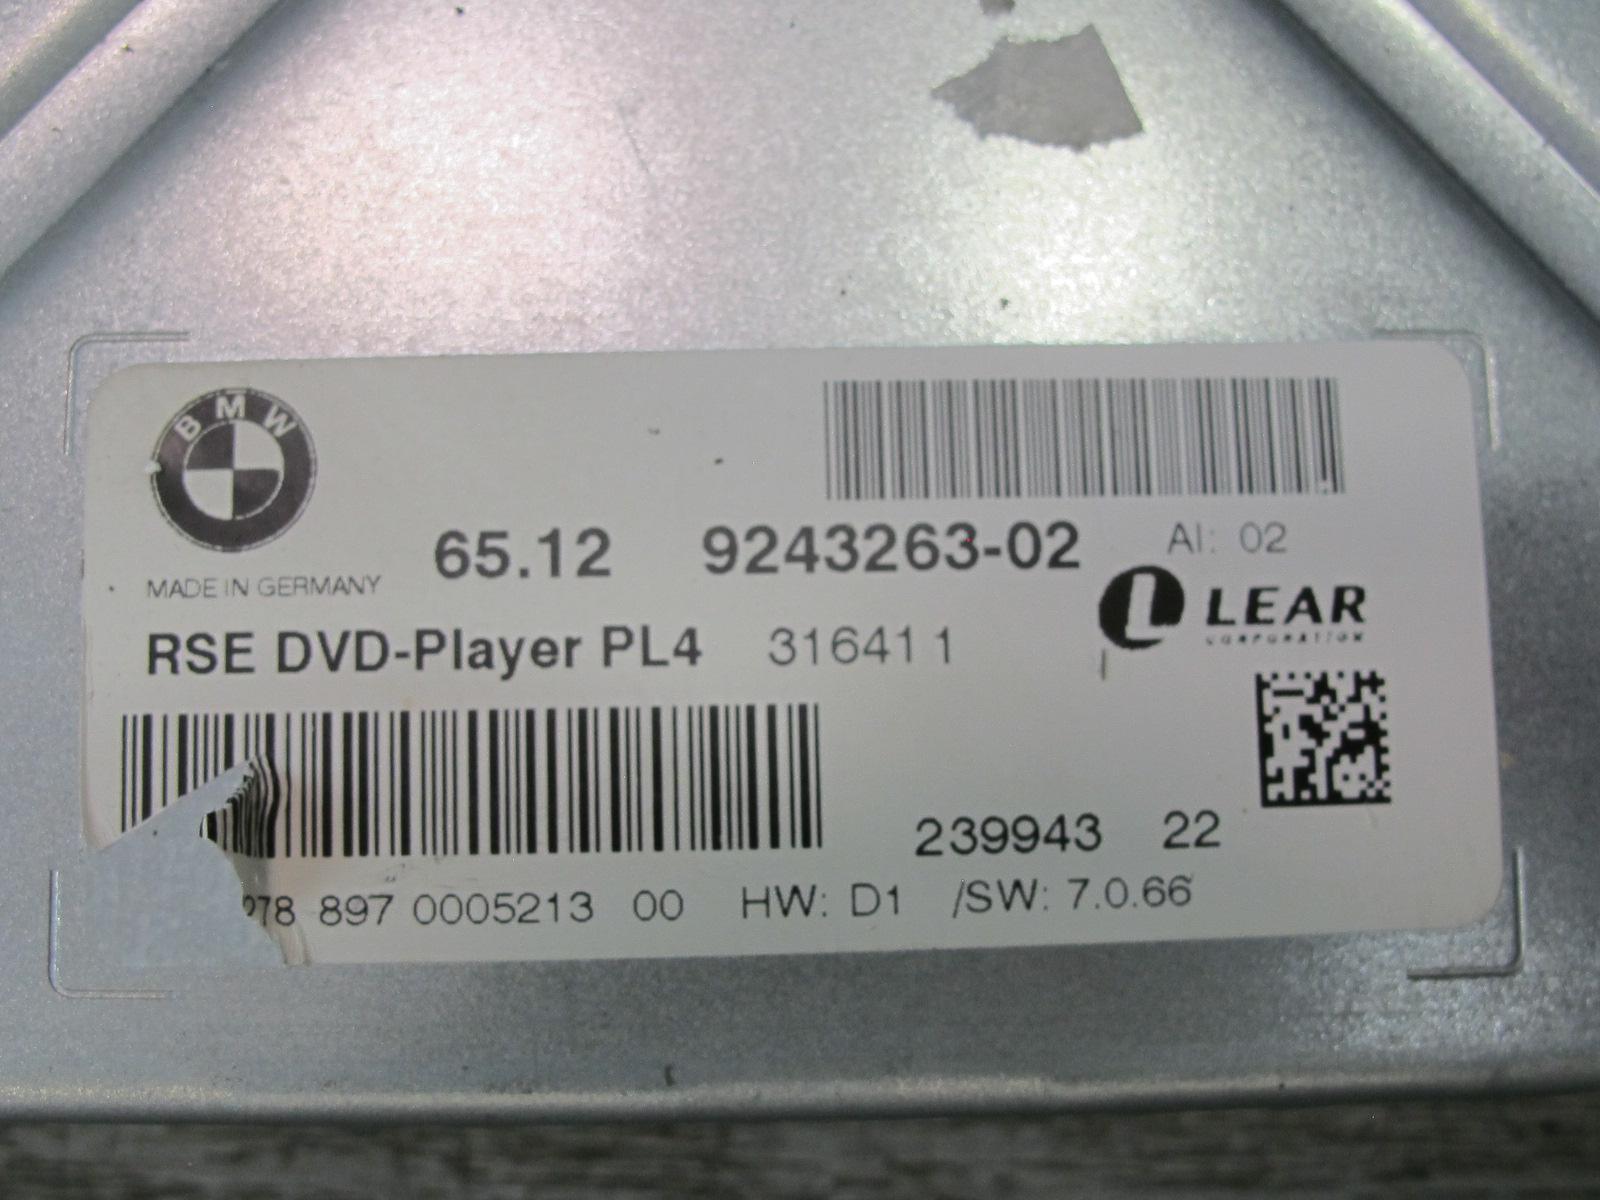 BMW
65.12 9243263-02 AI: 02
MADE IN GERMANY
LEAR
CORPORATION
RSE DVD-Player PL4 316411
239943 22
278 897 0005213 00 HW: D1 /SW: 7.0.66